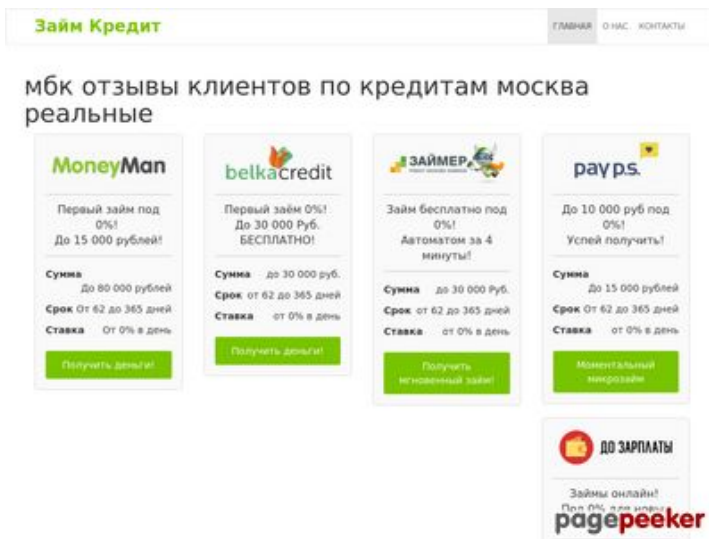 Займ Кредит
ГЛАВНАЯ О НАС КОНТАКТЫ
мбк отзывы клиентов по кредитам москва
реальные
MoneyMan
Первый займ под
0%!
До 15 000 рублей!
Сумма
До 80 000 рублей
Срок От 62 до 365 дней
Ставка От 0% в день
Получить деньги!
belkacredit
Первый заём 0%!
До 30 000 Руб.
БЕСПЛАТНО!
Сумма до 30 000 руб.
Срок от 62 до 365 дней
Ставка от 0% в день
Получить деньги!
ЗАЙМЕР
Займ бесплатно под
0%!
Автоматом за 4
минуты!
Сумма до 30 000 Руб.
Срок от 62 до 365 дней
Ставка от 0% в день
Получить
мгновенный займ!
pay p.s.
До 10 000 руб под
0%!
Успей получить!
Сумма
До 15 000 рублей
Срок От 62 до 365 дней
Ставка от 0% в день
Моментальный
микрозайм
ДО ЗАРПЛАТЫ
Займы онлайн!
Под 0% для новых
pagepeeker